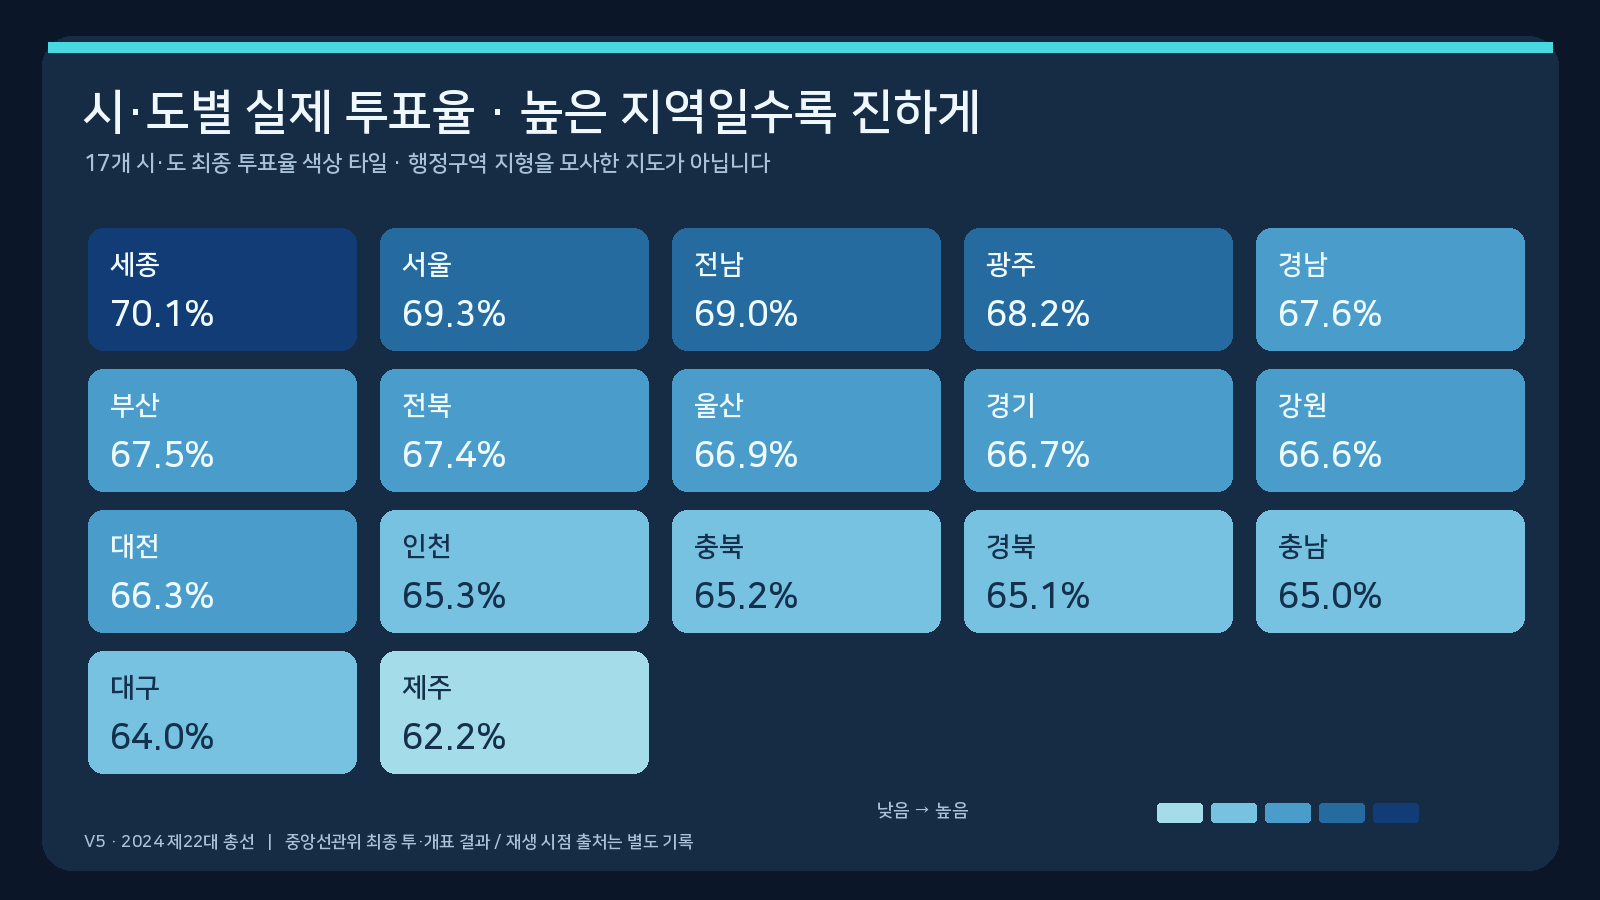 시·도별 실제 투표율 · 높은 지역일수록 진하게
17개 시·도 최종 투표율 색상 타일 · 행정구역 지형을 모사한 지도가 아닙니다
세종
70.1%
서울
69.3%
전남
69.0%
광주
68.2%
경남
67.6%
부산
67.5%
전북
67.4%
울산
66.9%
경기
66.7%
강원
66.6%
대전
66.3%
인천
65.3%
충북
65.2%
경북
65.1%
충남
65.0%
대구
64.0%
제주
62.2%
낮음 → 높음
V5 · 2024 제22대 총선 | 중앙선관위 최종 투·개표 결과 / 재생 시점 출처는 별도 기록